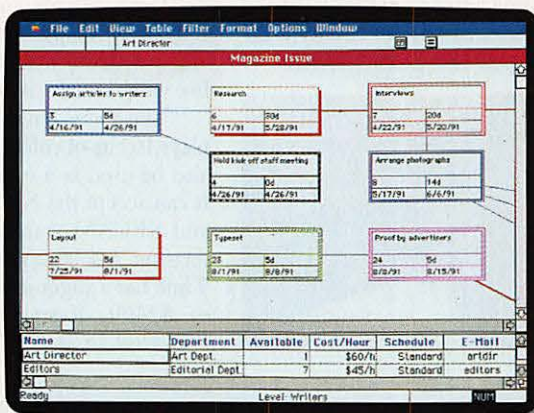 File Edit View Table Filter Format Options Window
Art Director
Magazine Issue
Assign articles to writers
3 5d
4/16/91 4/26/91
Research
6 30d
4/17/91 5/28/91
Interviews
7 20d
4/22/91 5/20/91
Hold kick off staff meeting
4 0d
4/26/91 4/26/91
Arrange photographs
8 14d
5/17/91 6/6/91
Layout
22 5d
7/25/91 8/1/91
Typeset
23 5d
8/1/91 8/8/91
Proof by advertisers
24 5d
8/8/91 8/15/91
Name Department Available Cost/Hour Schedule E-Mail
Art Director Art Dept. 1 $60/h Standard artdir
Editors Editorial Dept. 7 $45/h Standard editors
Ready Level: Writers NUM